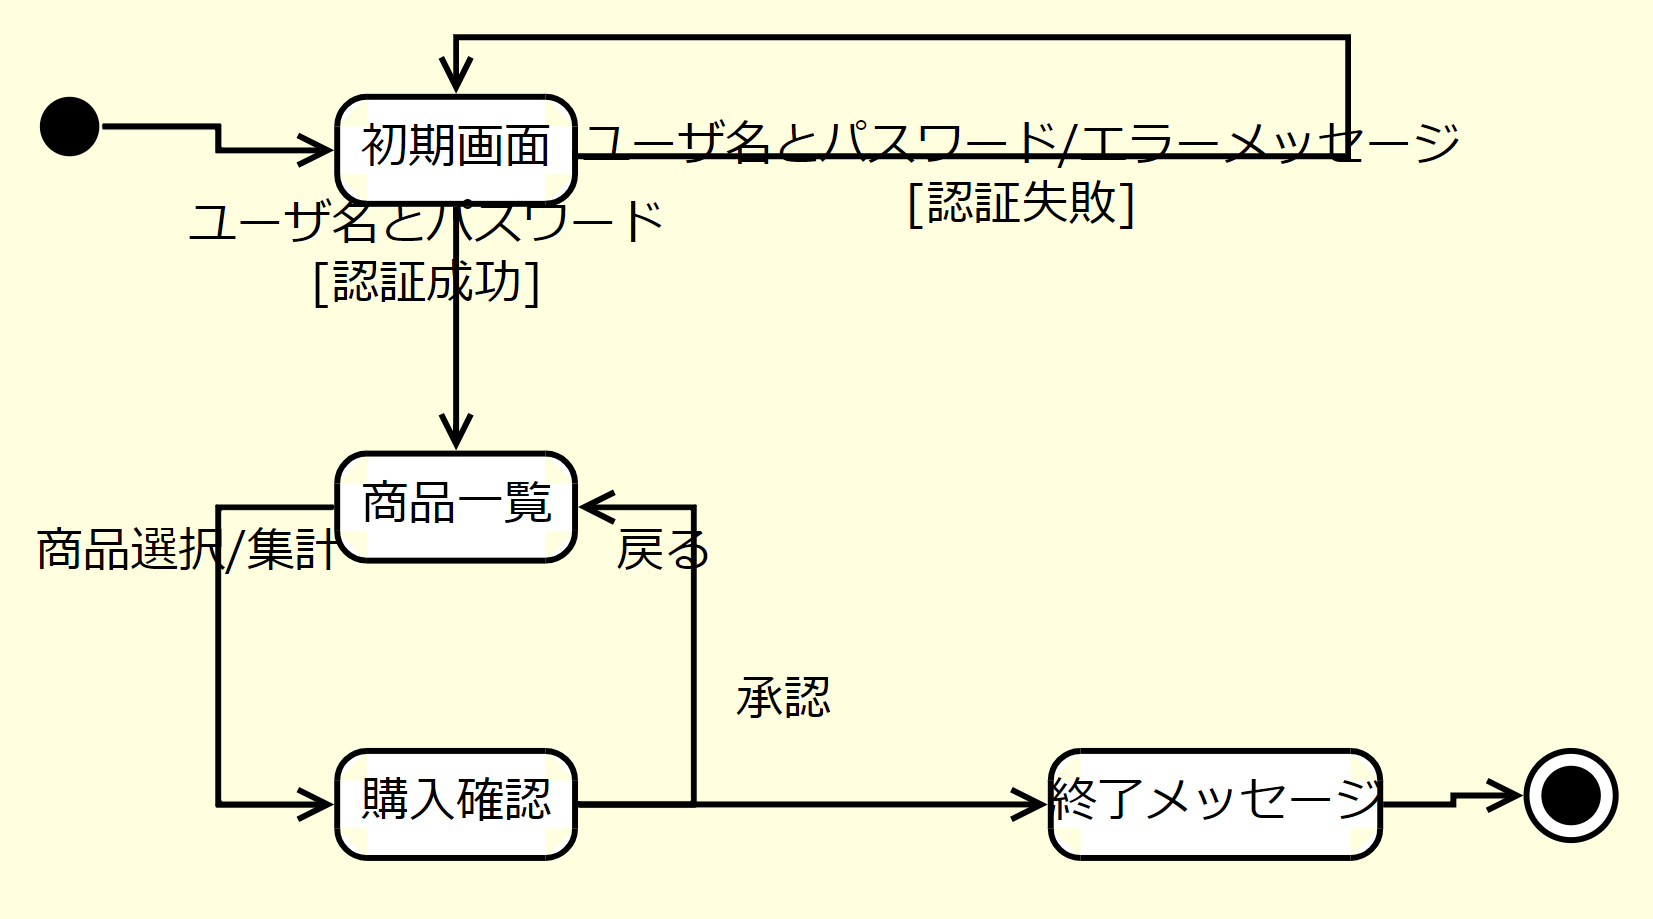 初期画面
ユーザ名とパスワード/エラーメッセージ
[認証失敗]
ユーザ名とパスワード
[認証成功]
商品一覧
商品選択/集計
戻る
承認
購入確認
終了メッセージ